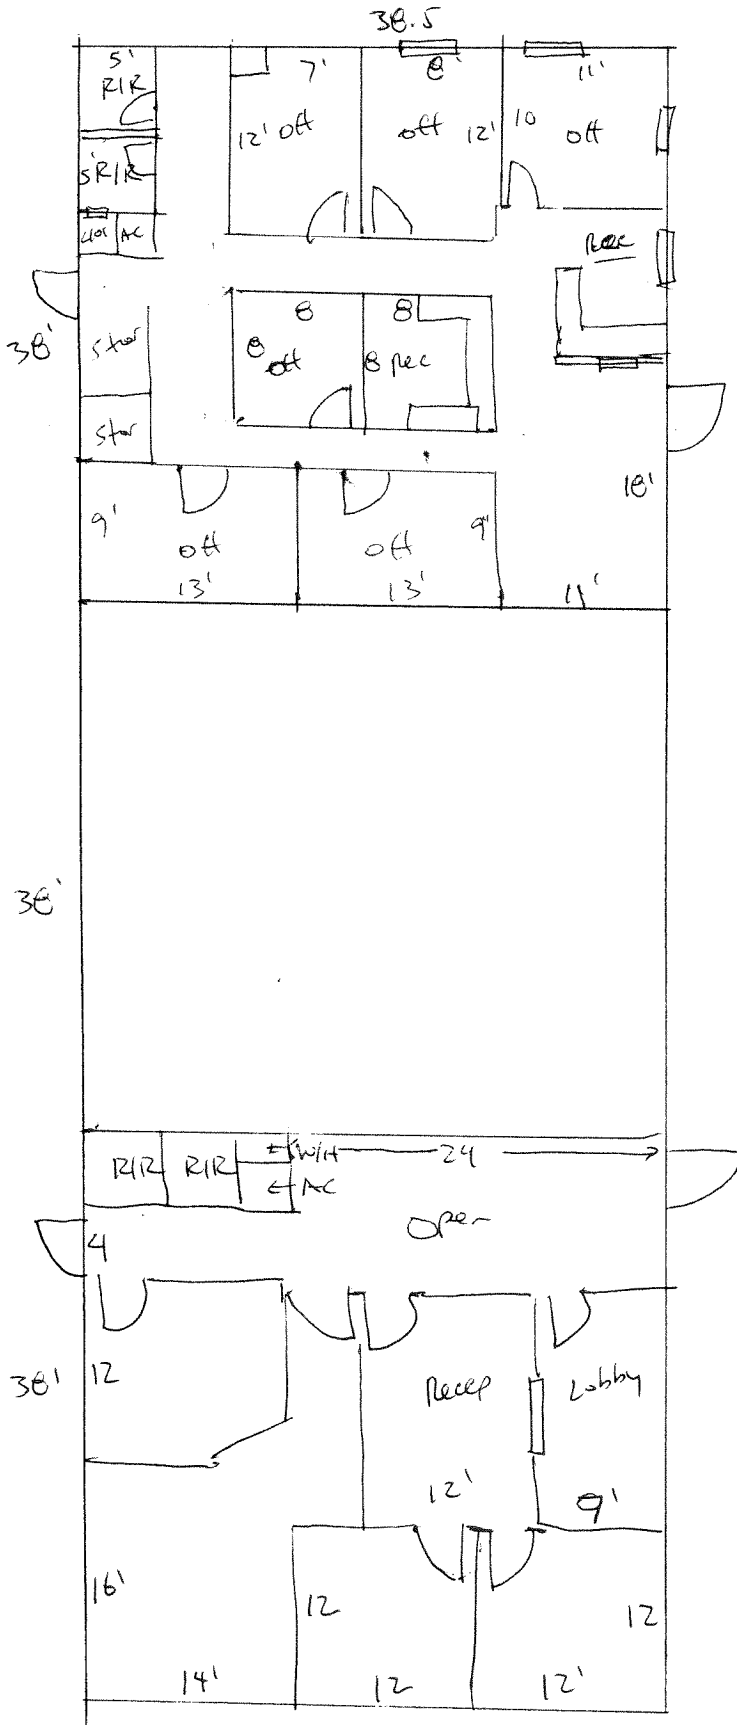 38.5
5'
R/R
7'
8'
11'
12' off
off 12'
10 off
5' R/R
Clos AC
Rec
38'
Stor
8
8
8
off
8 Rec
Stor
18'
9'
off
off
9'
13'
13'
11'
38'
R/R R/R
W/H
24
AC
Open
4
38'
12
Recep
Lobby
12'
9'
16'
12
12
14'
12
12'